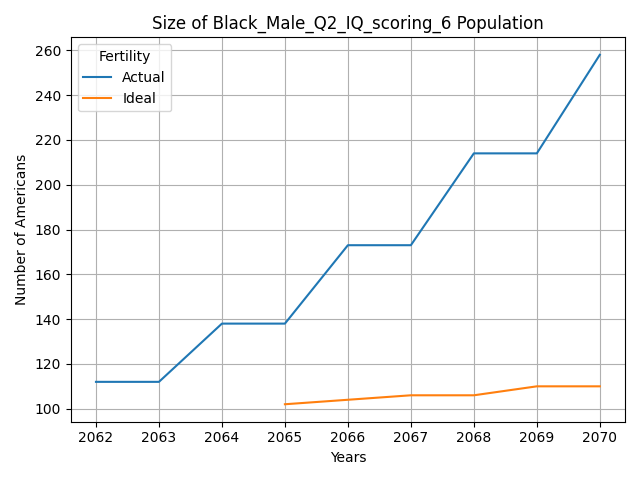 Size of Black_Male_Q2_IQ_scoring_6 Population
Fertility
Actual
Ideal
260
240
220
200
180
160
140
120
100
Number of Americans
2062 2063 2064 2065 2066 2067 2068 2069 2070
Years